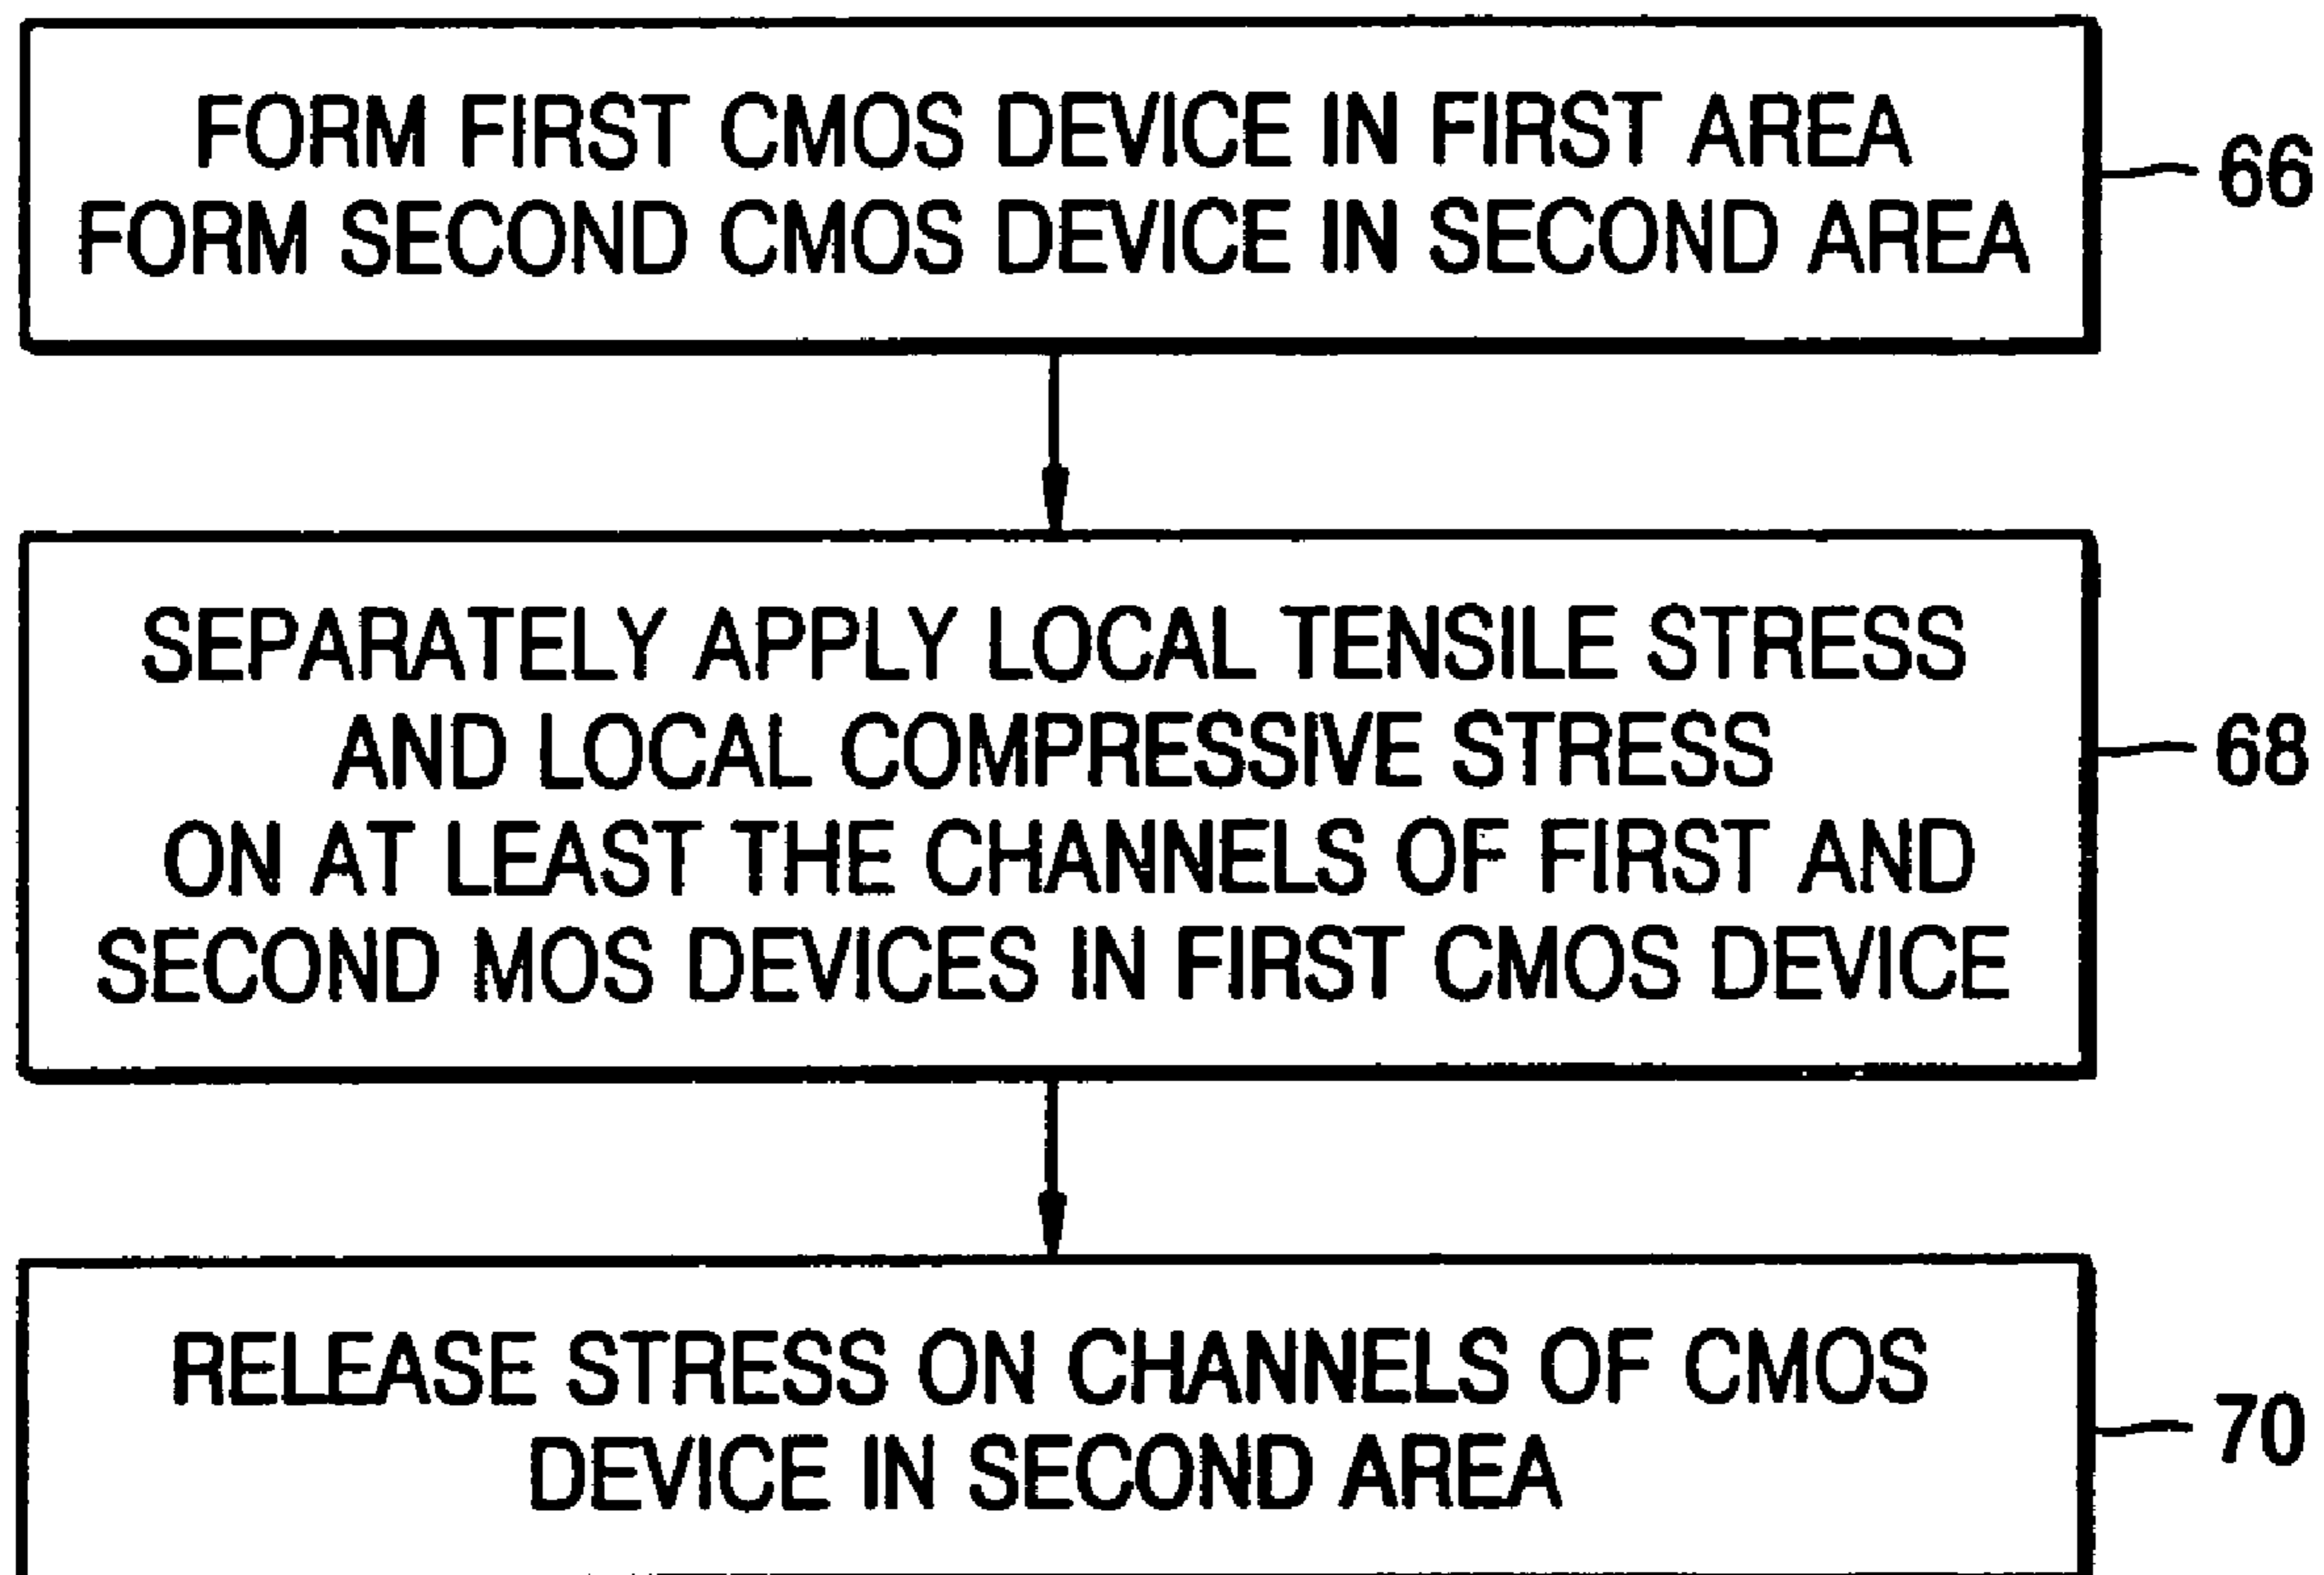 FORM FIRST CMOS DEVICE IN FIRST AREA
FORM SECOND CMOS DEVICE IN SECOND AREA
66
SEPARATELY APPLY LOCAL TENSILE STRESS
AND LOCAL COMPRESSIVE STRESS
ON AT LEAST THE CHANNELS OF FIRST AND
SECOND MOS DEVICES IN FIRST CMOS DEVICE
68
RELEASE STRESS ON CHANNELS OF CMOS
DEVICE IN SECOND AREA
70